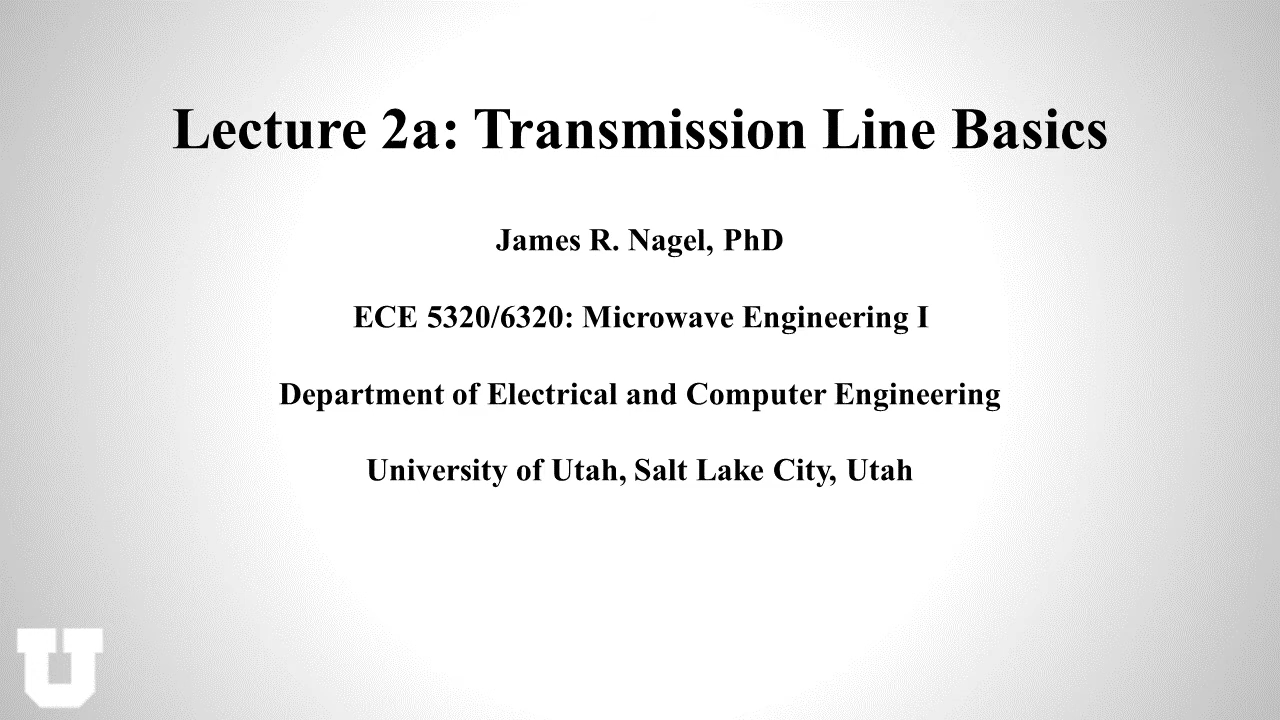 Lecture 2a: Transmission Line Basics
James R. Nagel, PhD
ECE 5320/6320: Microwave Engineering I
Department of Electrical and Computer Engineering
University of Utah, Salt Lake City, Utah
U